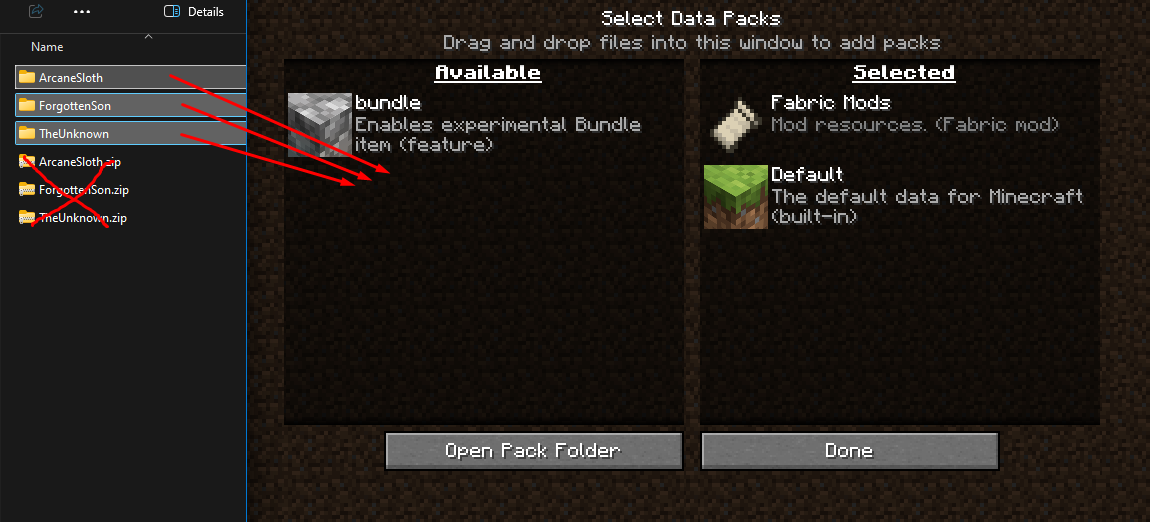 Details
Name
ArcaneSloth
ForgottenSon
TheUnknown
ArcaneSloth.zip
ForgottenSon.zip
TheUnknown.zip
Select Data Packs
Drag and drop files into this window to add packs
Available
bundle
Enables experimental Bundle
item (feature)
Selected
Fabric Mods
Mod resources. (Fabric mod)
Default
The default data for Minecraft
(built-in)
Open Pack Folder
Done